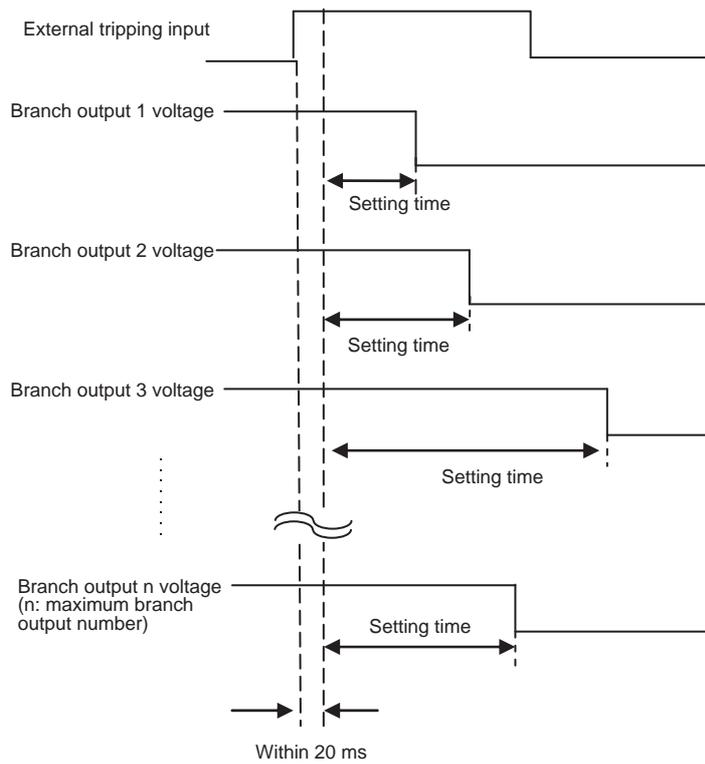 External tripping input
Branch output 1 voltage
Setting time
Branch output 2 voltage
Setting time
Branch output 3 voltage
Setting time
Branch output n voltage
(n: maximum branch
output number)
Setting time
Within 20 ms